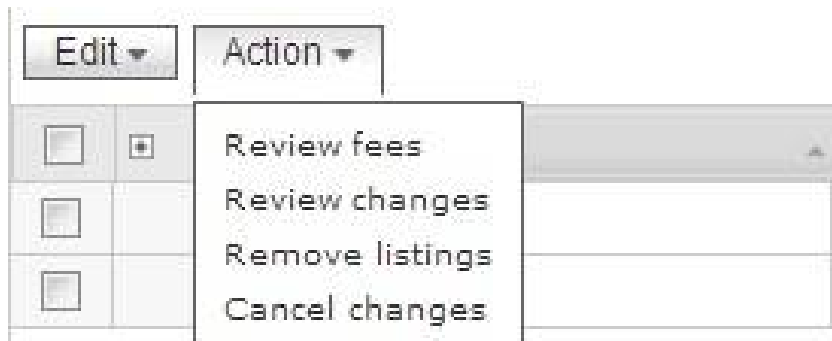 Edit Action
Review fees
Review changes
Remove listings
Cancel changes